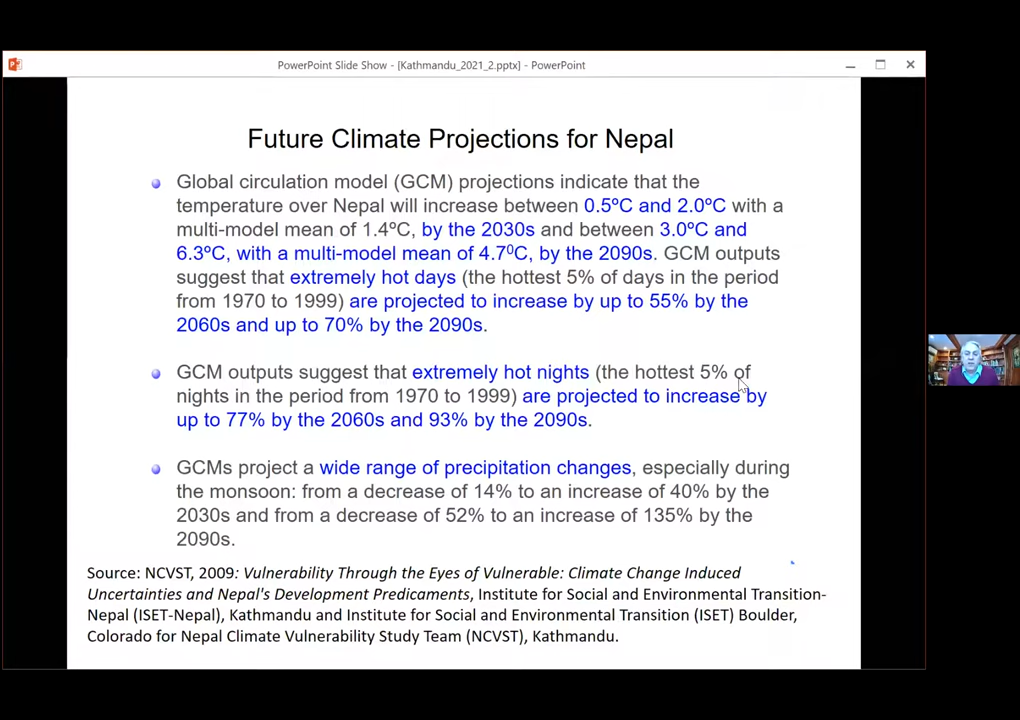 PowerPoint Slide Show - [Kathmandu_2021_2.pptx] - PowerPoint
Future Climate Projections for Nepal
Global circulation model (GCM) projections indicate that the
temperature over Nepal will increase between 0.5ºC and 2.0ºC with a
multi-model mean of 1.4ºC, by the 2030s and between 3.0ºC and
6.3ºC, with a multi-model mean of 4.7⁰C, by the 2090s. GCM outputs
suggest that extremely hot days (the hottest 5% of days in the period
from 1970 to 1999) are projected to increase by up to 55% by the
2060s and up to 70% by the 2090s.
GCM outputs suggest that extremely hot nights (the hottest 5% of
nights in the period from 1970 to 1999) are projected to increase by
up to 77% by the 2060s and 93% by the 2090s.
GCMs project a wide range of precipitation changes, especially during
the monsoon: from a decrease of 14% to an increase of 40% by the
2030s and from a decrease of 52% to an increase of 135% by the
2090s.
Source: NCVST, 2009: Vulnerability Through the Eyes of Vulnerable: Climate Change Induced
Uncertainties and Nepal's Development Predicaments, Institute for Social and Environmental Transition-
Nepal (ISET-Nepal), Kathmandu and Institute for Social and Environmental Transition (ISET) Boulder,
Colorado for Nepal Climate Vulnerability Study Team (NCVST), Kathmandu.